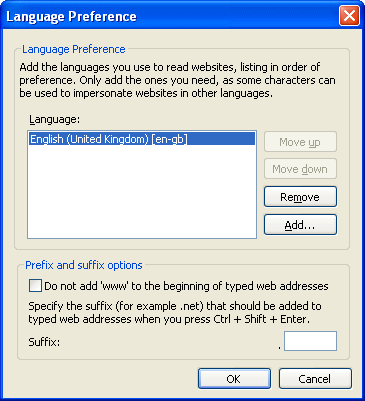 Language Preference
Language Preference
Add the languages you use to read websites, listing in order of
preference. Only add the ones you need, as some characters can
be used to impersonate websites in other languages.
Language:
English (United Kingdom) [en-gb]
Move up
Move down
Remove
Add...
Prefix and suffix options
Do not add 'www' to the beginning of typed web addresses
Specify the suffix (for example .net) that should be added to
typed web addresses when you press Ctrl + Shift + Enter.
Suffix: .
OK Cancel